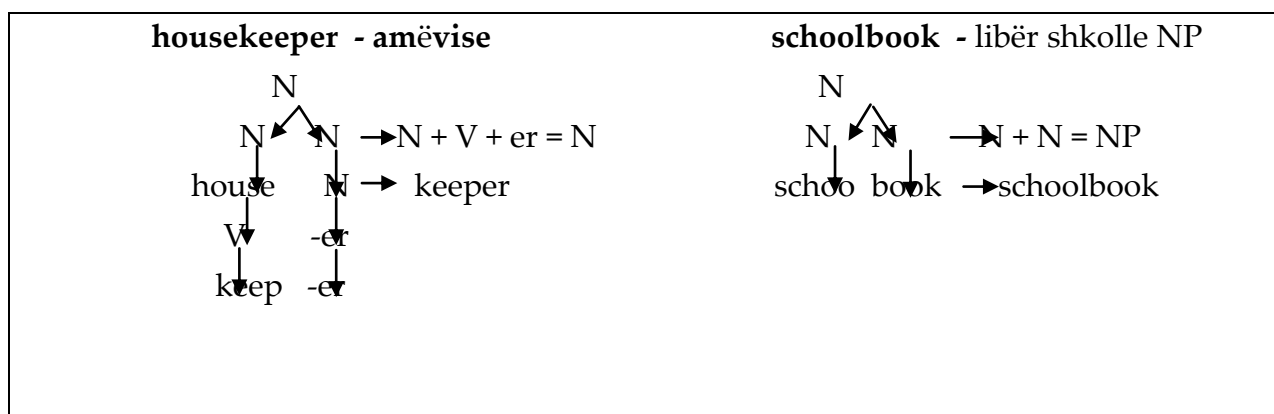 housekeeper - amëvise schoolbook - libër shkolle NP
N N
N N N + V + er = N N N N + N = NP
house N keeper schoo book schoolbook
V -er
keep -er